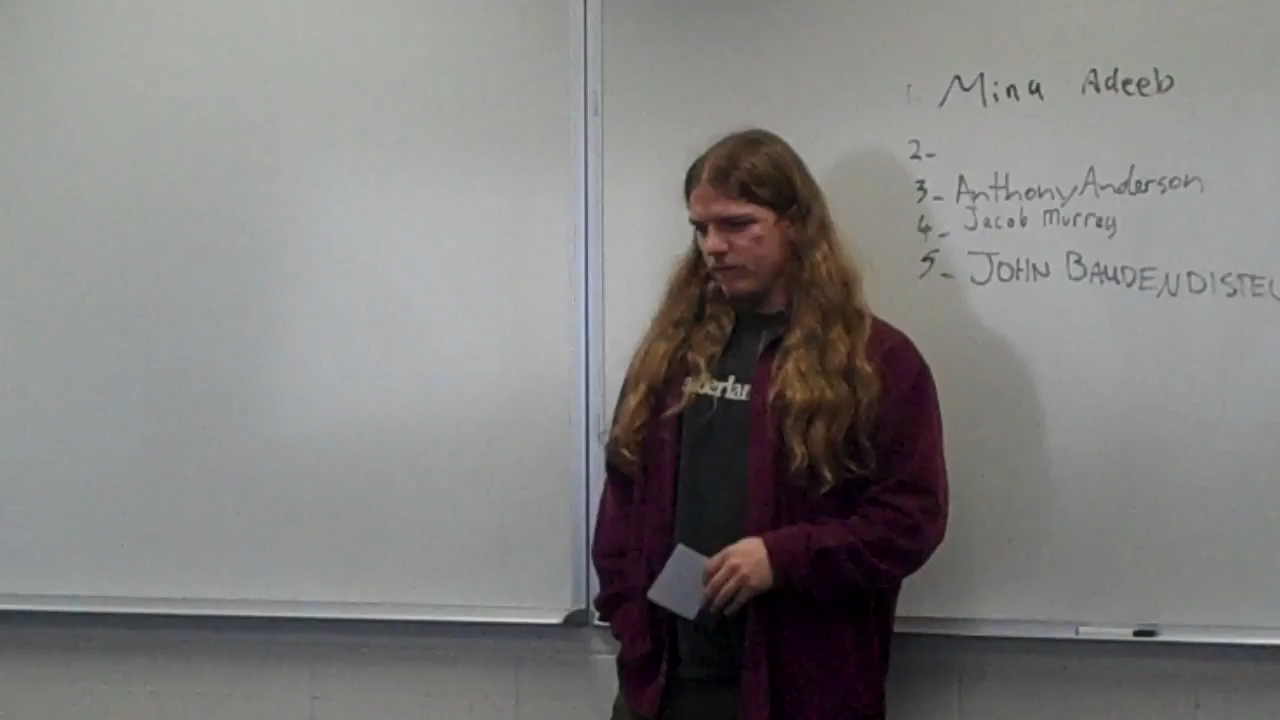 1. Mina Adeeb
2-
3- Anthony Anderson
4- Jacob Murray
5- JOHN BAUDENDISTEL